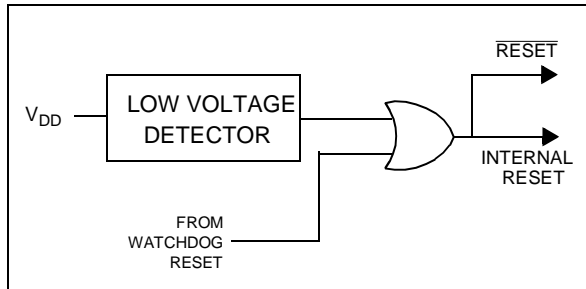 RESET
V_DD
LOW VOLTAGE
DETECTOR
INTERNAL
RESET
FROM
WATCHDOG
RESET